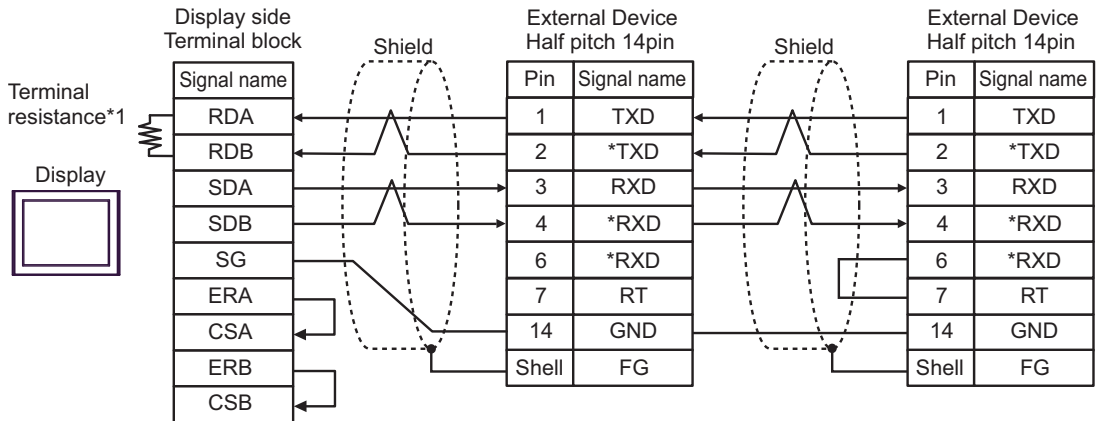 Display side
Terminal block
Shield
External Device
Half pitch 14pin
Shield
External Device
Half pitch 14pin
Terminal
resistance*1
Display
Signal name
RDA
RDB
SDA
SDB
SG
ERA
CSA
ERB
CSB
Pin Signal name
1 TXD
2 *TXD
3 RXD
4 *RXD
6 *RXD
7 RT
14 GND
Shell FG
Pin Signal name
1 TXD
2 *TXD
3 RXD
4 *RXD
6 *RXD
7 RT
14 GND
Shell FG